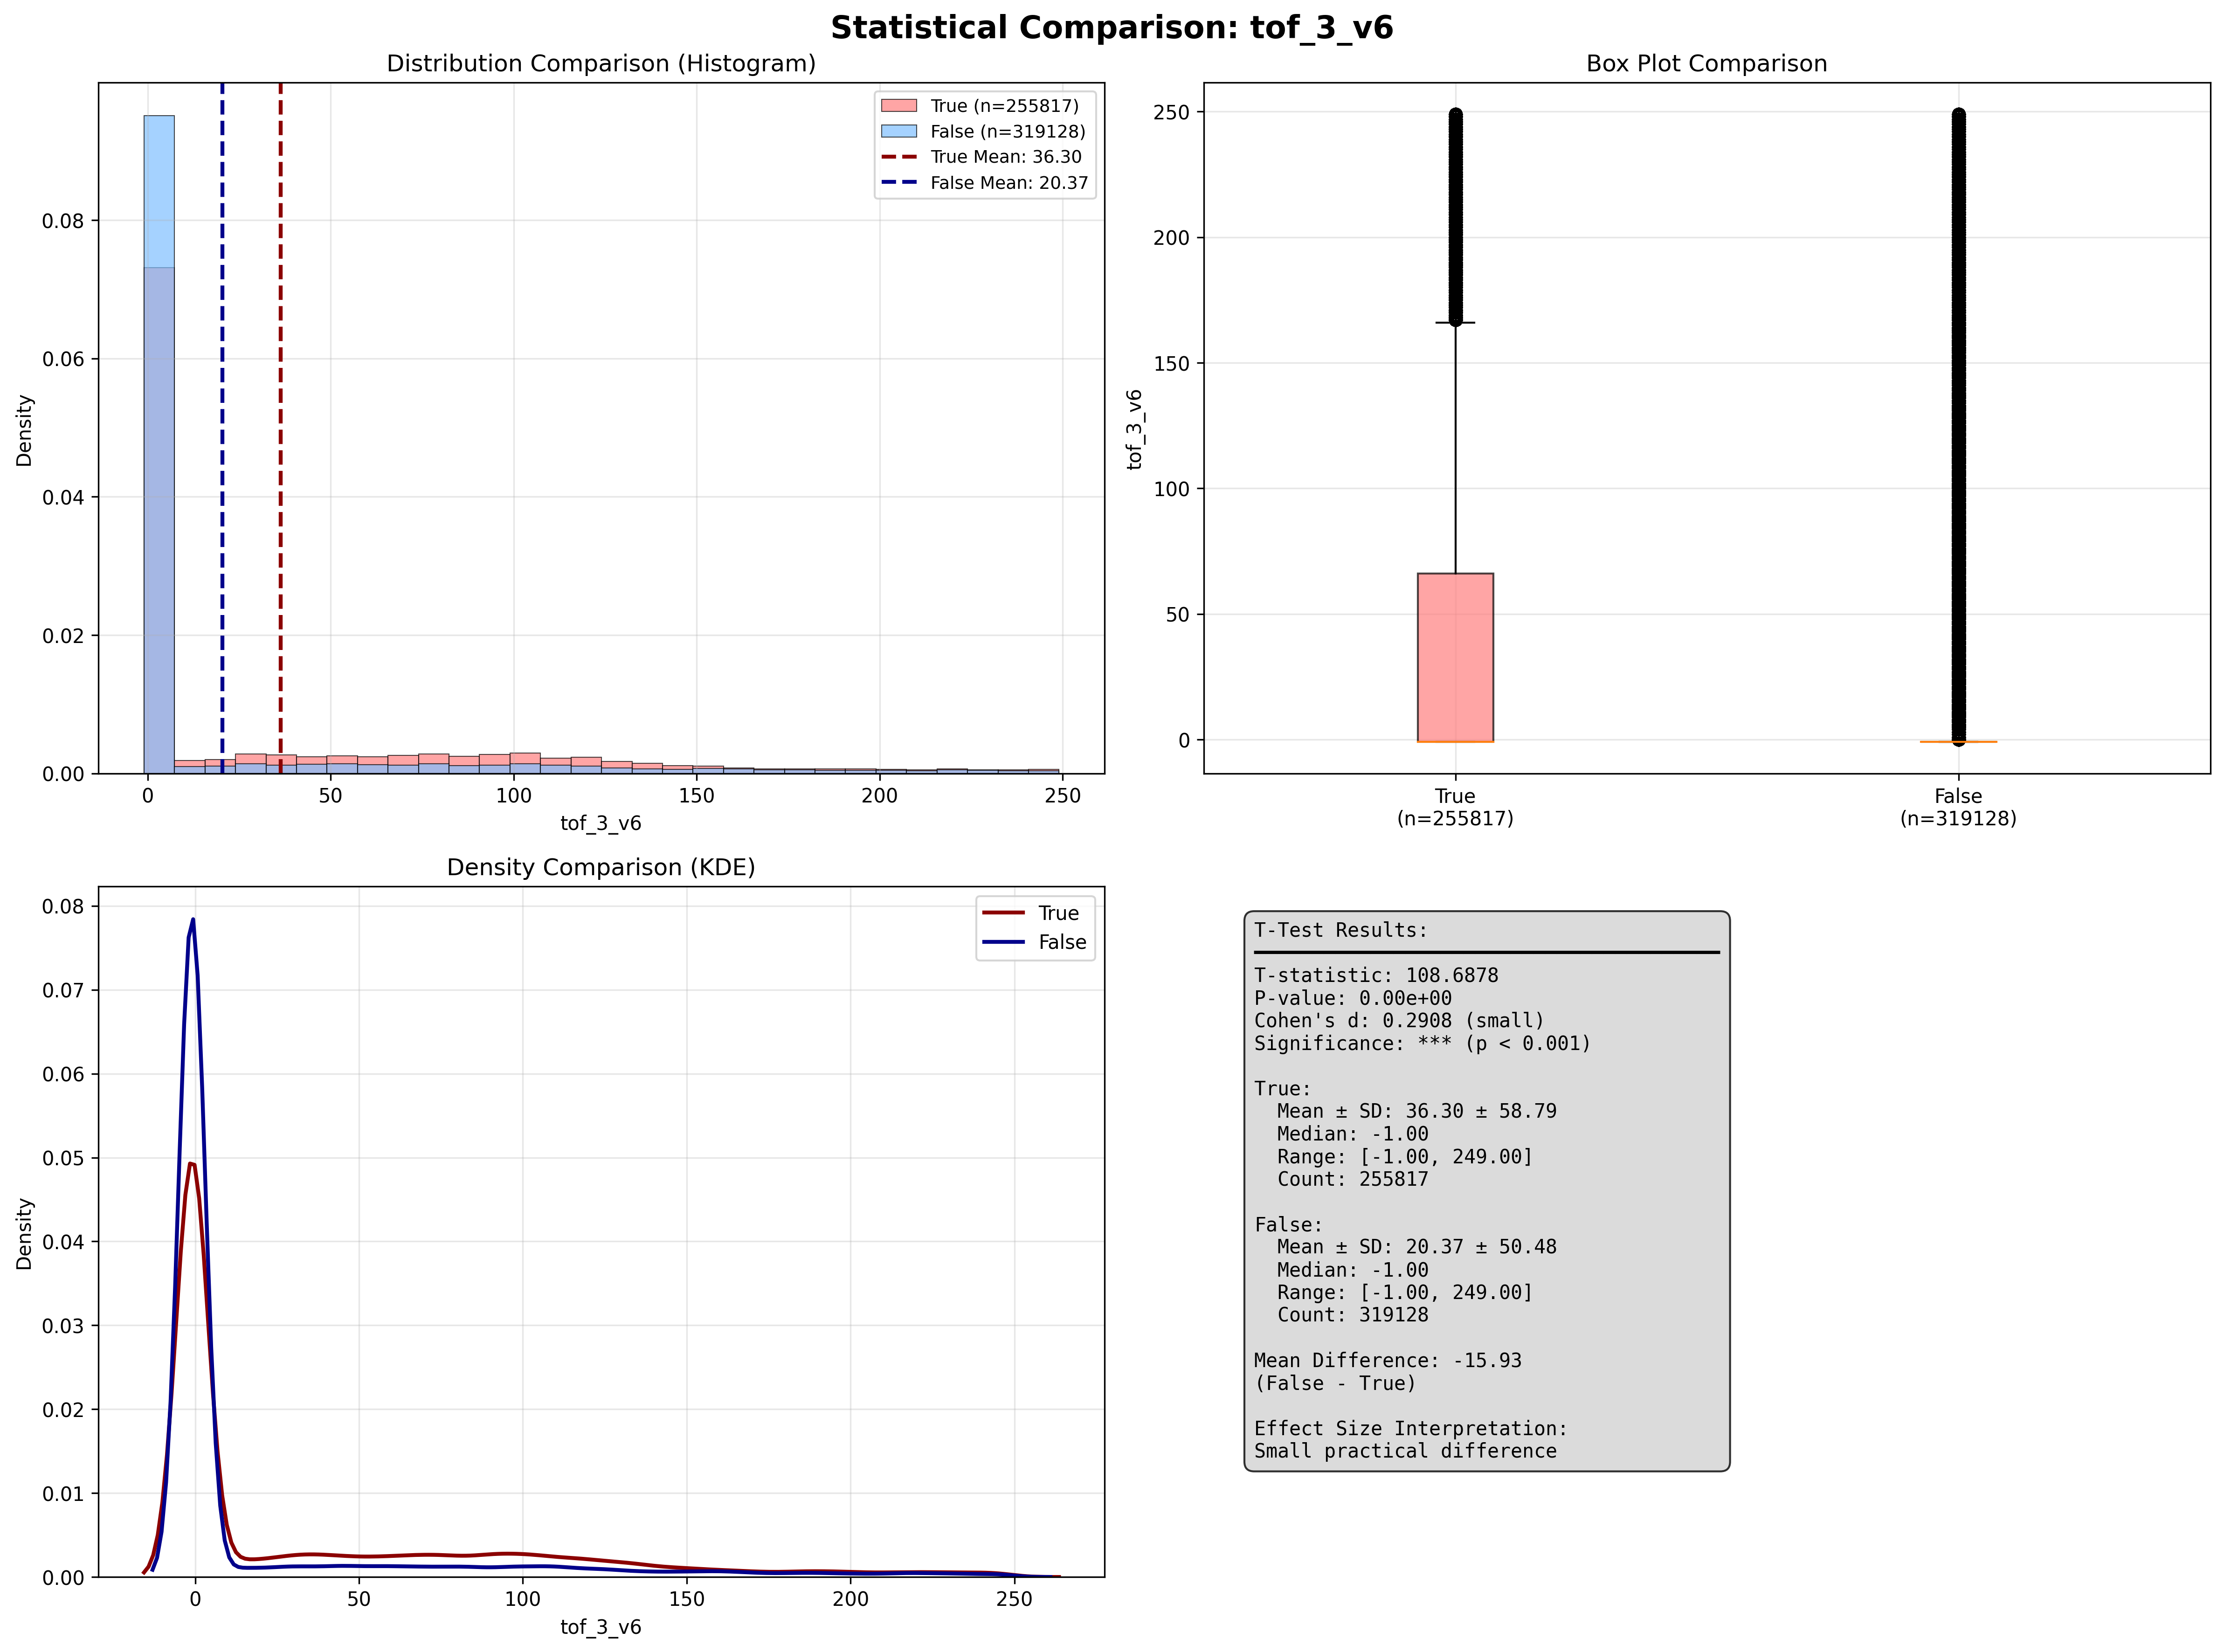 Statistical Comparison: tof_3_v6
Distribution Comparison (Histogram)
Density
0.08
0.06
0.04
0.02
0.00
0 50 100 150 200 250
tof_3_v6
True (n=255817)
False (n=319128)
True Mean: 36.30
False Mean: 20.37
Box Plot Comparison
tof_3_v6
250
200
150
100
50
0
True False
(n=255817) (n=319128)
Density Comparison (KDE)
Density
0.08
0.07
0.06
0.05
0.04
0.03
0.02
0.01
0.00
0 50 100 150 200 250
tof_3_v6
True
False
T-Test Results:
T-statistic: 108.6878
P-value: 0.00e+00
Cohen's d: 0.2908 (small)
Significance: *** (p < 0.001)
True:
Mean ± SD: 36.30 ± 58.79
Median: -1.00
Range: [-1.00, 249.00]
Count: 255817
False:
Mean ± SD: 20.37 ± 50.48
Median: -1.00
Range: [-1.00, 249.00]
Count: 319128
Mean Difference: -15.93
(False - True)
Effect Size Interpretation:
Small practical difference